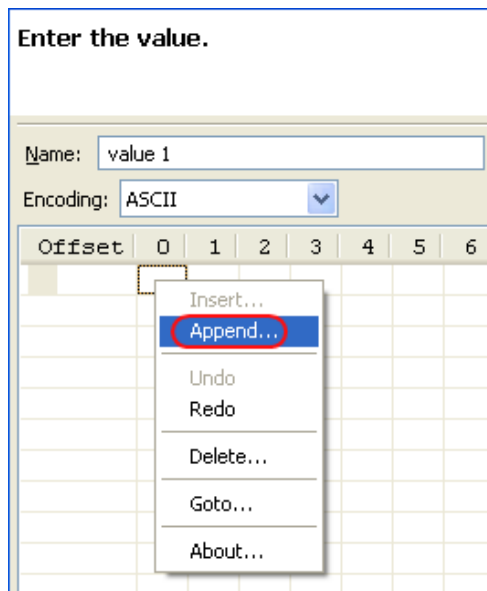 Enter the value.
Name: value 1
Encoding: ASCII
Offset 0 1 2 3 4 5 6
Insert...
Append...
Undo
Redo
Delete...
Goto...
About...